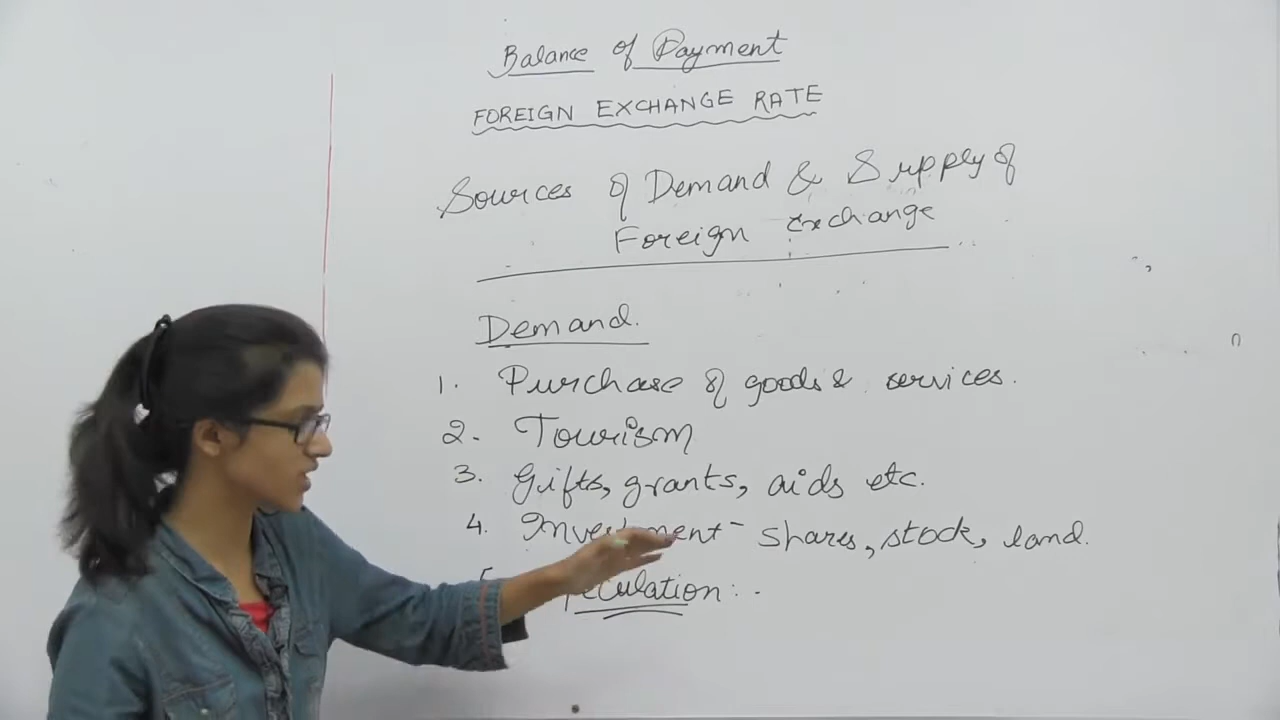 Balance of Payment
FOREIGN EXCHANGE RATE
Sources of Demand & Supply of
Foreign exchange
Demand.
1. Purchase of goods & services.
2. Tourism
3. Gifts, grants, aids etc.
4. Investment - shares, stock, land.